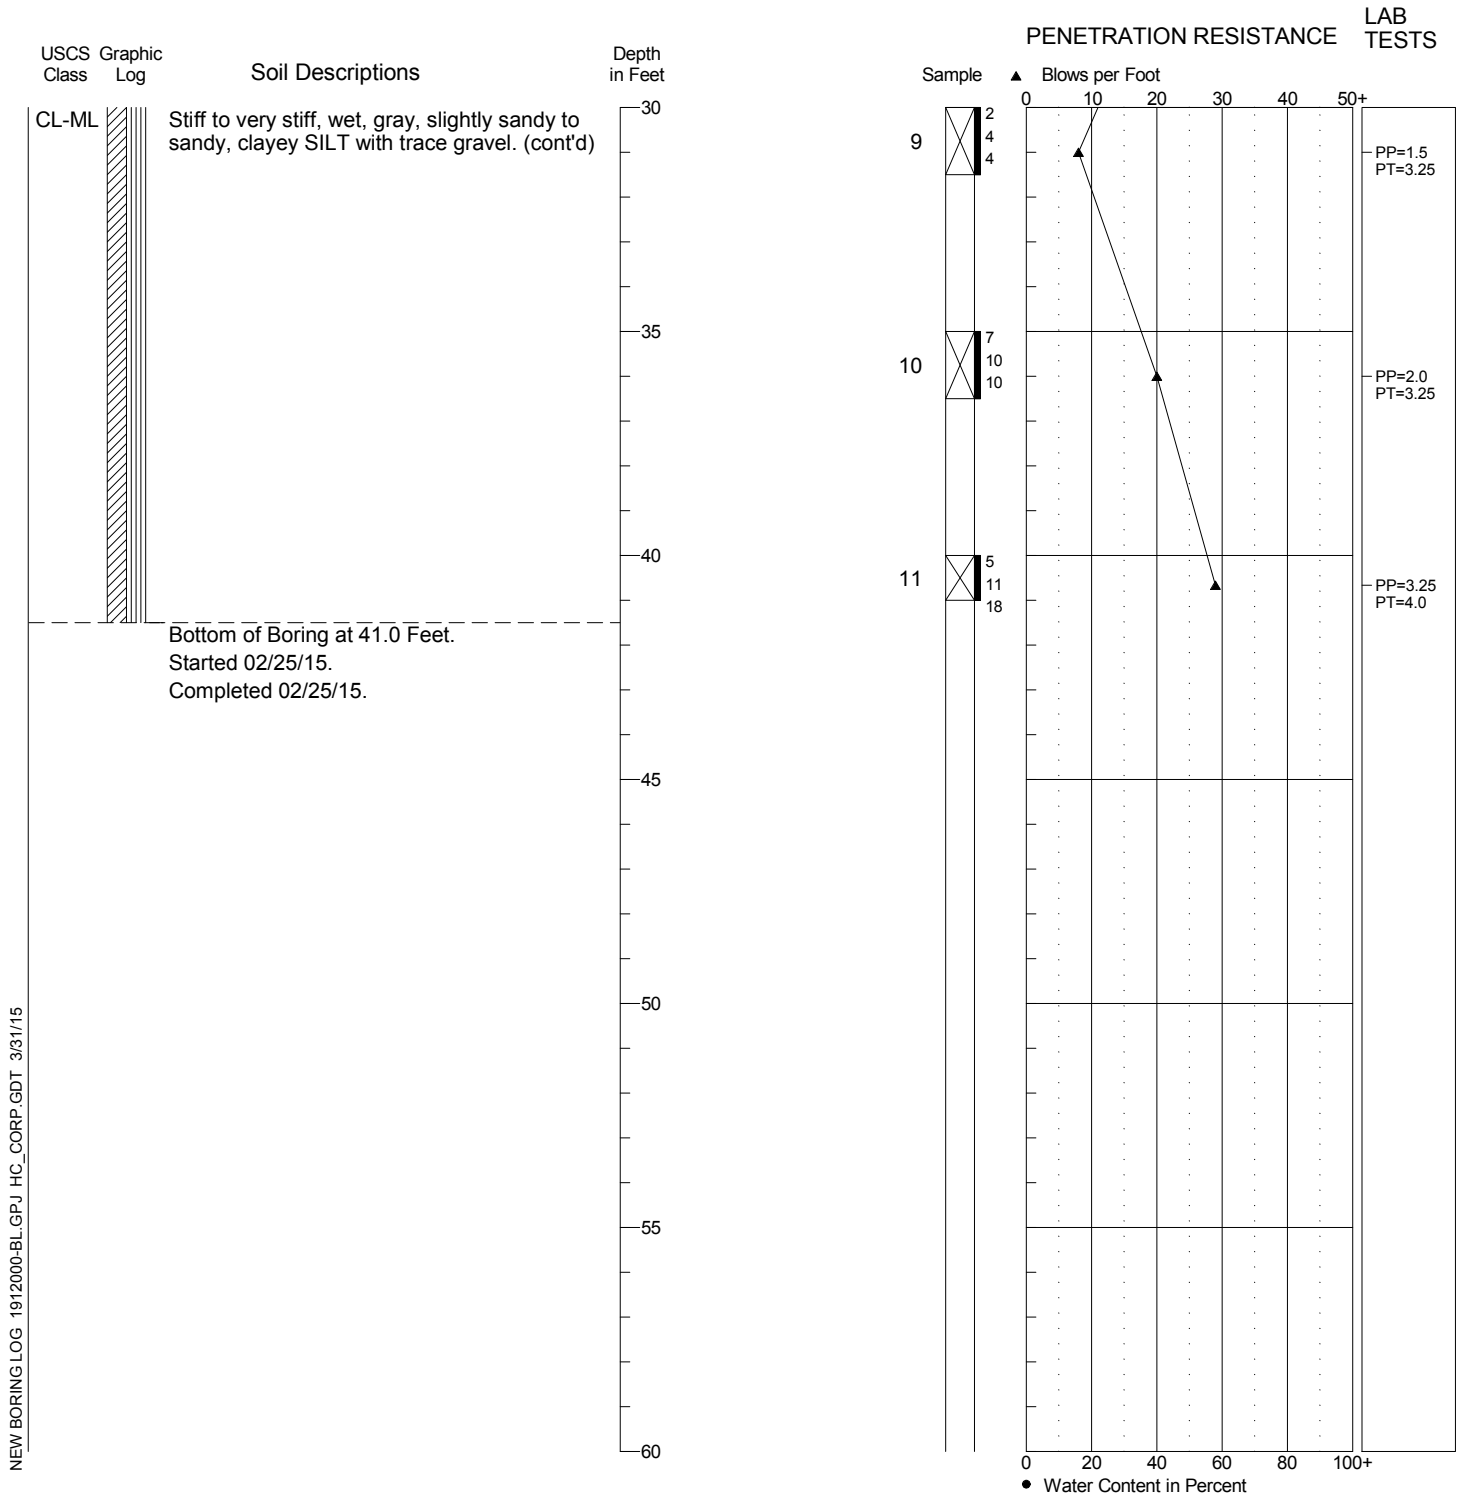 LAB
TESTS
PENETRATION RESISTANCE
USCS Graphic
Class Log
Soil Descriptions
Depth
in Feet
Sample
▲ Blows per Foot
0 10 20 30 40 50+
CL-ML
Stiff to very stiff, wet, gray, slightly sandy to
sandy, clayey SILT with trace gravel. (cont'd)
30
9
2
4
4
PP=1.5
PT=3.25
35
10
7
10
10
PP=2.0
PT=3.25
40
11
5
11
18
PP=3.25
PT=4.0
Bottom of Boring at 41.0 Feet.
Started 02/25/15.
Completed 02/25/15.
45
50
55
60
0 20 40 60 80 100+
● Water Content in Percent
NEW BORING LOG 1912000-BL.GPJ HC_CORP.GDT 3/31/15